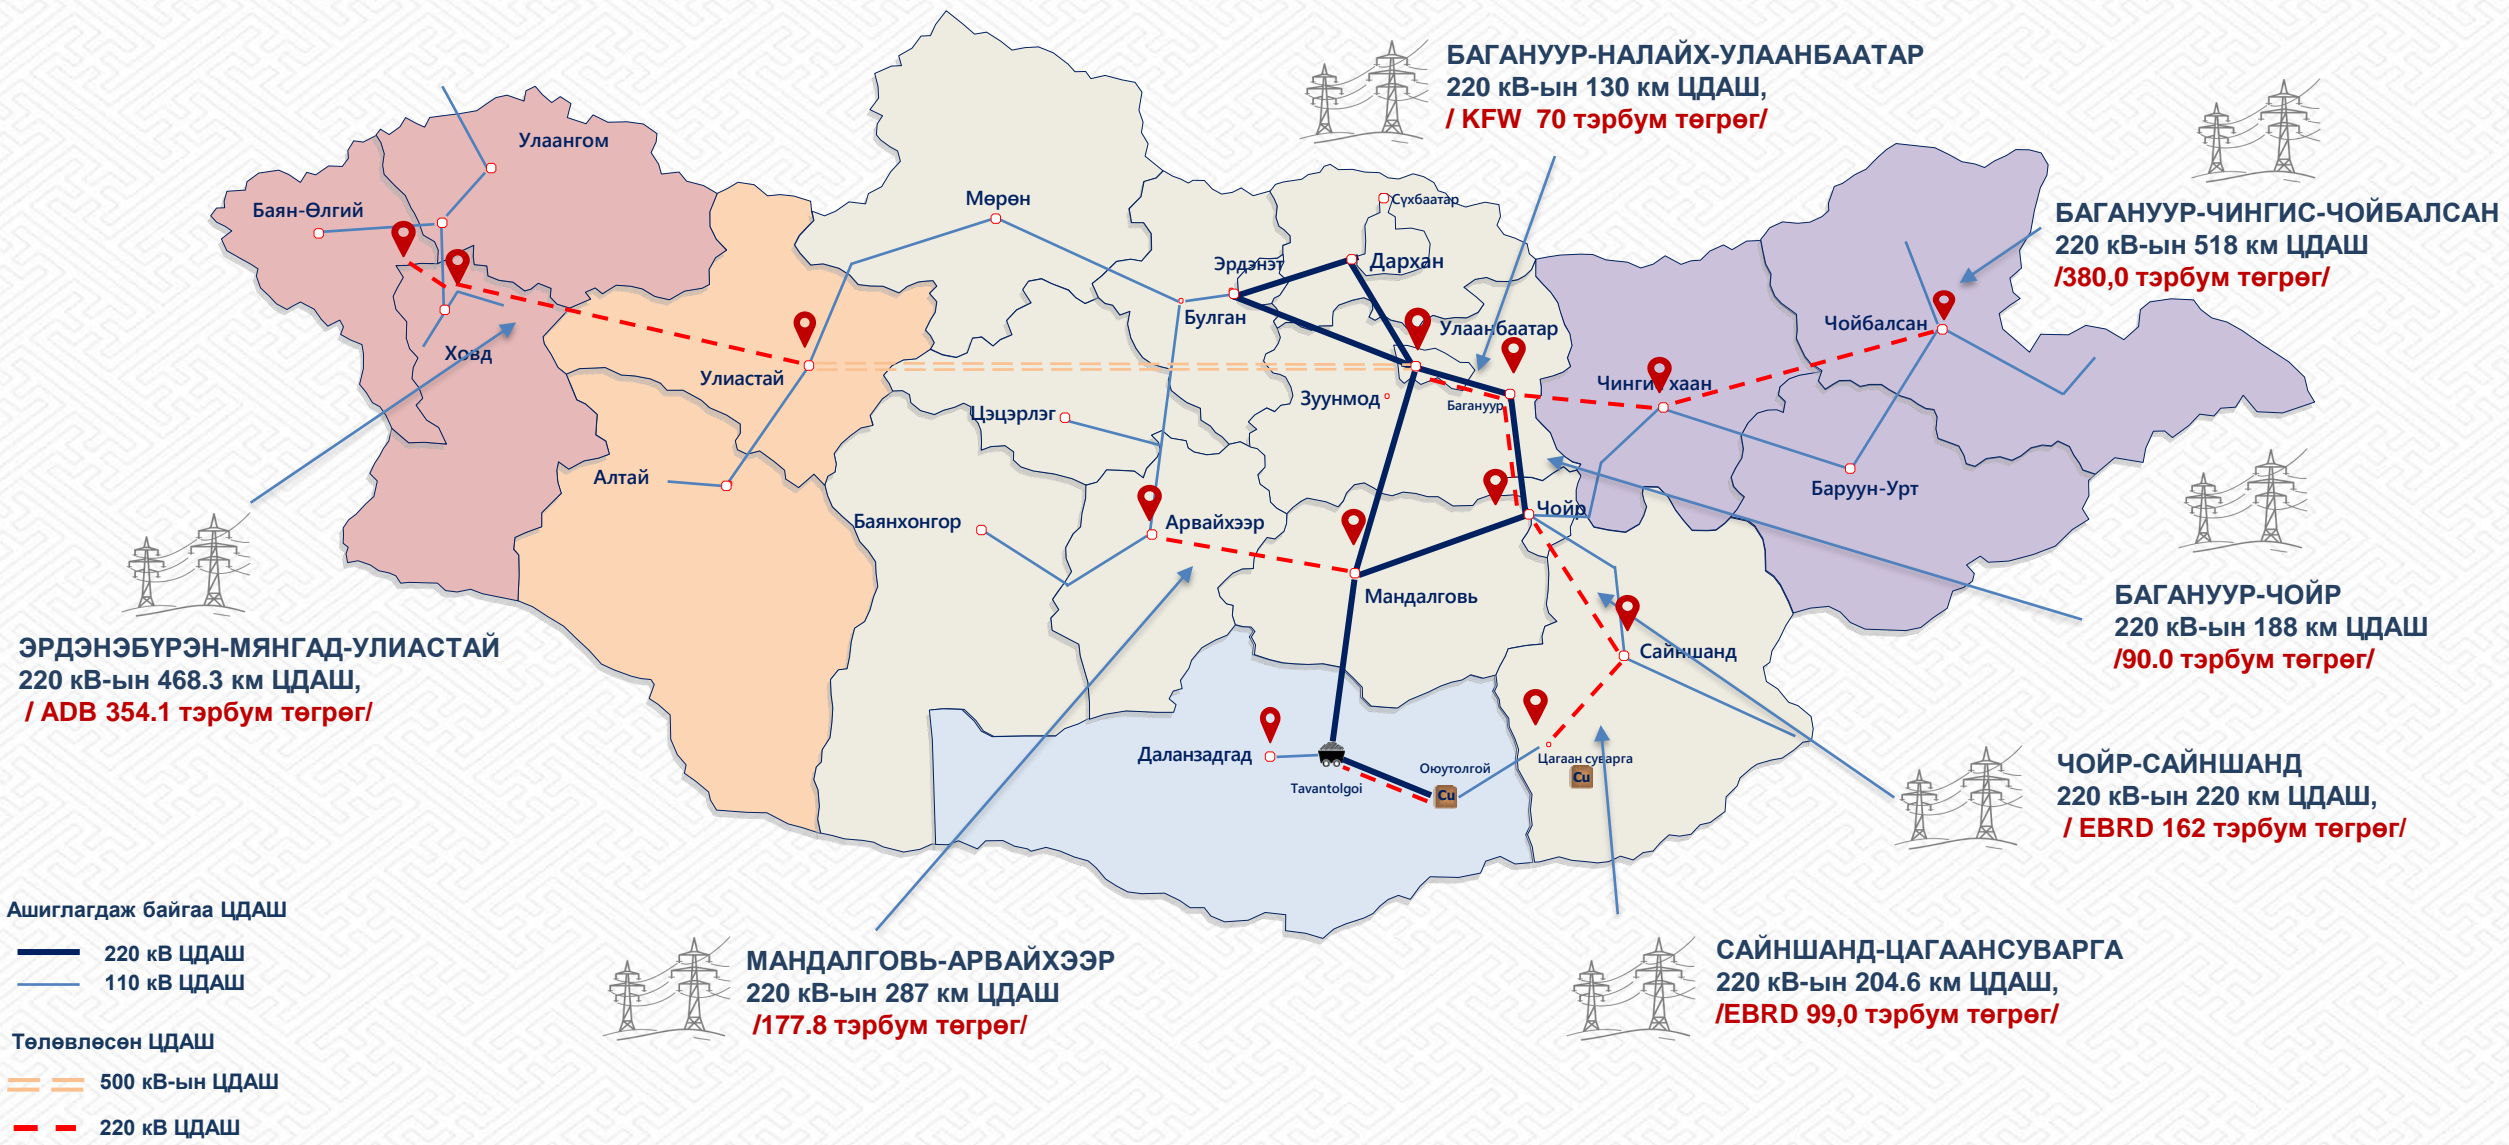 БАГАНУУР-НАЛАЙХ-УЛААНБААТАР
220 кВ-ын 130 км ЦДАШ,
/ KFW 70 тэрбум төгрөг/
БАГАНУУР-ЧИНГИС-ЧОЙБАЛСАН
220 кВ-ын 518 км ЦДАШ
/380,0 тэрбум төгрөг/
Улаангом
Баян-Өлгий
Мөрөн
Сүхбаатар
Эрдэнэт
Дархан
Булган
Улаанбаатар
Чойбалсан
Ховд
Улиастай
Чингис хаан
Зуунмод
Багануур
Цэцэрлэг
Алтай
Баруун-Урт
Баянхонгор
Арвайхээр
Чойр
Мандалговь
Сайншанд
БАГАНУУР-ЧОЙР
220 кВ-ын 188 км ЦДАШ
/90.0 тэрбум төгрөг/
ЭРДЭНЭБҮРЭН-МЯНГАД-УЛИАСТАЙ
220 кВ-ын 468.3 км ЦДАШ,
/ ADB 354.1 тэрбум төгрөг/
Даланзадгад
Tavantolgoi
Оюутолгой
Cu
Цагаан суварга
Cu
ЧОЙР-САЙНШАНД
220 кВ-ын 220 км ЦДАШ,
/ EBRD 162 тэрбум төгрөг/
МАНДАЛГОВЬ-АРВАЙХЭЭР
220 кВ-ын 287 км ЦДАШ
/177.8 тэрбум төгрөг/
САЙНШАНД-ЦАГААНСУВАРГА
220 кВ-ын 204.6 км ЦДАШ,
/EBRD 99,0 тэрбум төгрөг/
Ашиглагдаж байгаа ЦДАШ
220 кВ ЦДАШ
110 кВ ЦДАШ
Төлөвлөсөн ЦДАШ
500 кВ-ын ЦДАШ
220 кВ ЦДАШ